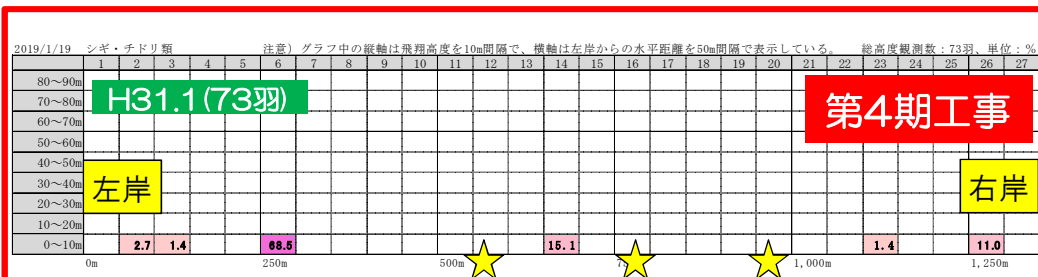 2019/1/19 シギ・チドリ類 注意）グラフ中の縦軸は飛翔高度を10m間隔で、横軸は左岸からの水平距離を50m間隔で表示している。 総高度観測数：73羽、単位：％
1 2 3 4 5 6 7 8 9 10 11 12 13 14 15 16 17 18 19 20 21 22 23 24 25 26 27
80～90m
70～80m
H31.1(73羽)
第4期工事
60～70m
50～60m
40～50m
30～40m
左岸
右岸
20～30m
10～20m
0～10m 2.7 1.4 68.5 15.1 1.4 11.0
0m 250m 500m 1,000m 1,250m